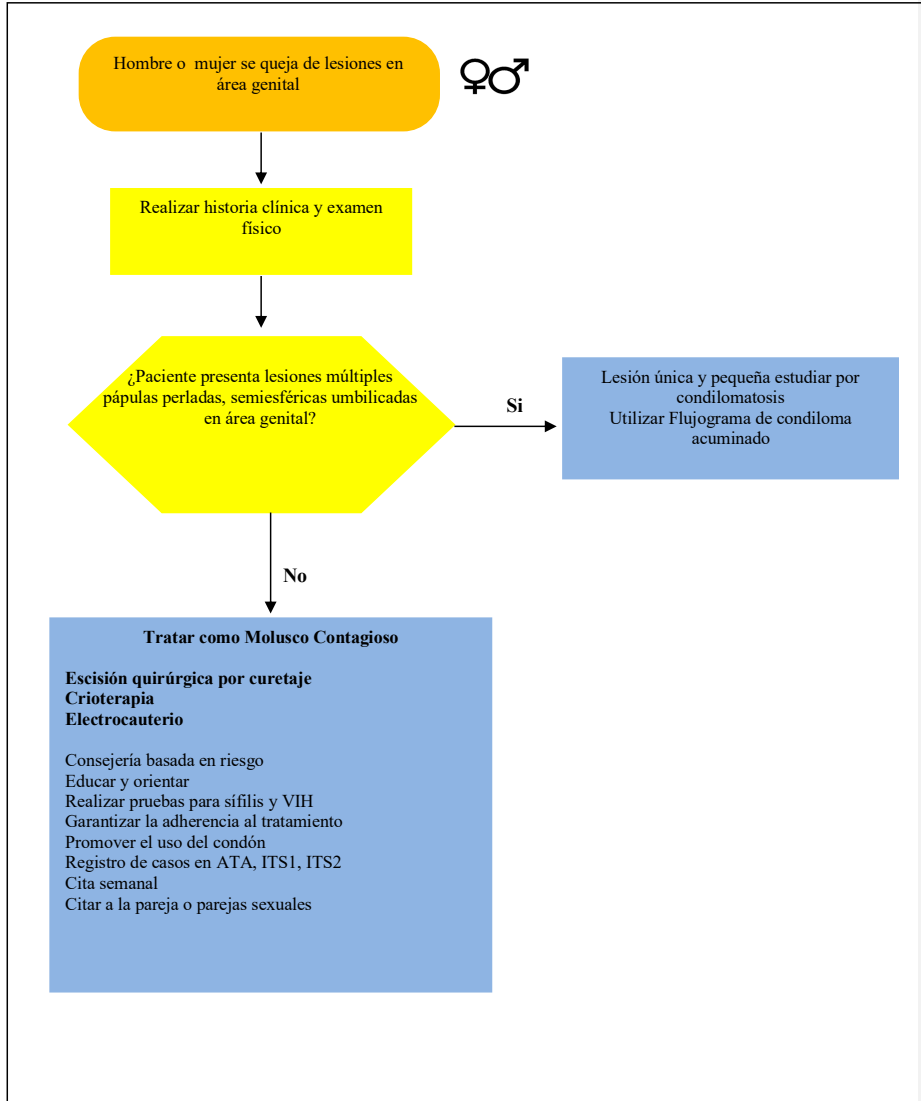 Hombre o mujer se queja de lesiones en
área genital
Realizar historia clínica y examen
físico
¿Paciente presenta lesiones múltiples
pápulas perladas, semiesféricas umbilicadas
en área genital?
Si
Lesión única y pequeña estudiar por
condilomatosis
Utilizar Flujograma de condiloma
acuminado
No
Tratar como Molusco Contagioso
Escisión quirúrgica por curetaje
Crioterapia
Electrocauterio
Consejería basada en riesgo
Educar y orientar
Realizar pruebas para sífilis y VIH
Garantizar la adherencia al tratamiento
Promover el uso del condón
Registro de casos en ATA, ITS1, ITS2
Cita semanal
Citar a la pareja o parejas sexuales